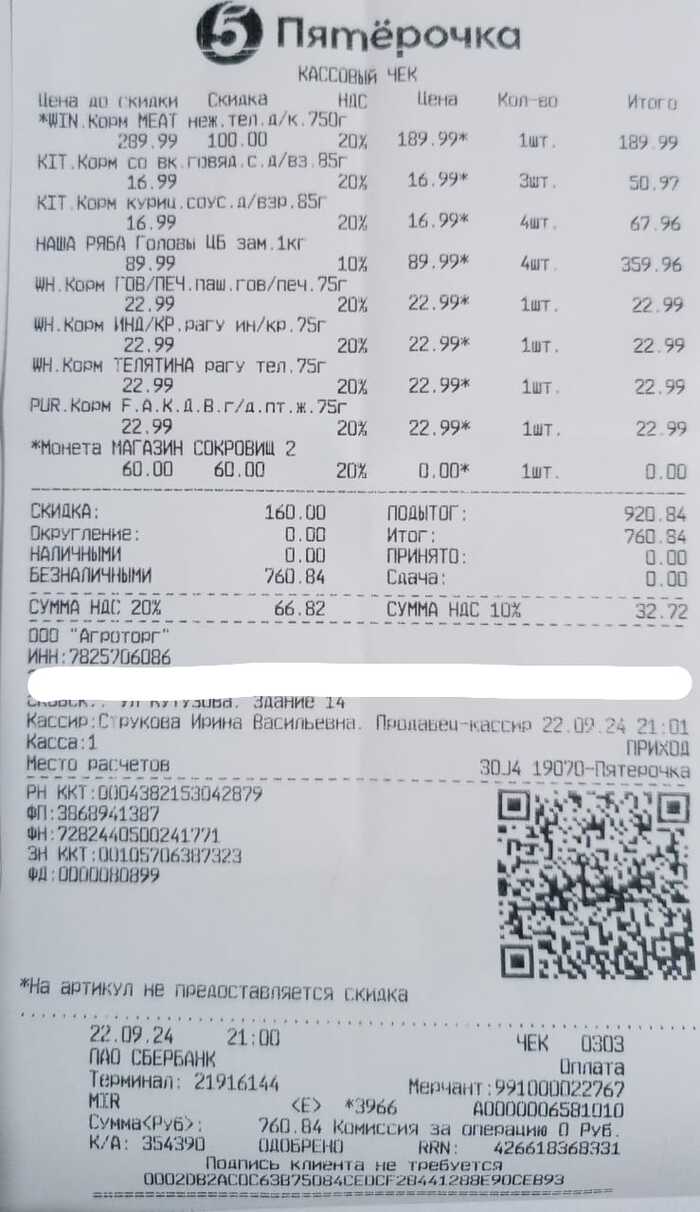 5 Пятёрочка
КАССОВЫЙ ЧЕК
Цена до скидки Скидка НДС Цена Кол-во Итого
*WIN.Корм MEAT неж.тел.д/к.750г
289.99 100.00 20% 189.99* 1шт. 189.99
KIT.Корм со вк.говяд.с.д/вз.85г
16.99 20% 16.99* 3шт. 50.97
KIT.Корм куриц.соус.д/взр.85г
16.99 20% 16.99* 4шт. 67.96
НАША РЯБА Головы ЦБ зам.1кг
89.99 10% 89.99* 4шт. 359.96
WH.Корм ГОВ/ПЕЧ.паш.гов/печ.75г
22.99 20% 22.99* 1шт. 22.99
WH.Корм ИНД/КР.рагу ин/кр.75г
22.99 20% 22.99* 1шт. 22.99
WH.Корм ТЕЛЯТИНА рагу тел.75г
22.99 20% 22.99* 1шт. 22.99
PUR.Корм F.A.К.Д.В.г/д.пт.ж.75г
22.99 20% 22.99* 1шт. 22.99
*Монета МАГАЗИН СОКРОВИЩ 2
60.00 60.00 20% 0.00* 1шт. 0.00
СКИДКА: 160.00 ПОДЫТОГ: 920.84
Округление: 0.00 Итог: 760.84
НАЛИЧНЫМИ 0.00 ПРИНЯТО: 0.00
БЕЗНАЛИЧНЫМИ 760.84 Сдача: 0.00
СУММА НДС 20% 66.82 СУММА НДС 10% 32.72
ООО "Агроторг"
ИНН:7825706086
ул Кутузова. Здание 14
Кассир:Струкова Ирина Васильевна. Продавец-кассир 22.09.24 21:01
Касса:1 ПРИХОД
Место расчетов 30J4 19070-Пятерочка
РН ККТ:0004382153042879
ФП:3868941387
ФН:7282440500241771
ЗН ККТ:00105706387323
ФД:0000080899
*На артикул не предоставляется скидка
22.09.24 21:00 ЧЕК 0303
ПАО СБЕРБАНК Оплата
Терминал: 21916144 Мерчант:991000022767
MIR <E> *3966 A0000006581010
Сумма<Руб>: 760.84 Комиссия за операцию 0 Руб.
К/А: 354390 ОДОБРЕНО RRN: 426618368331
Подпись клиента не требуется
0002DB2AC0C63B75D84CEDCF28441288E90CEB93